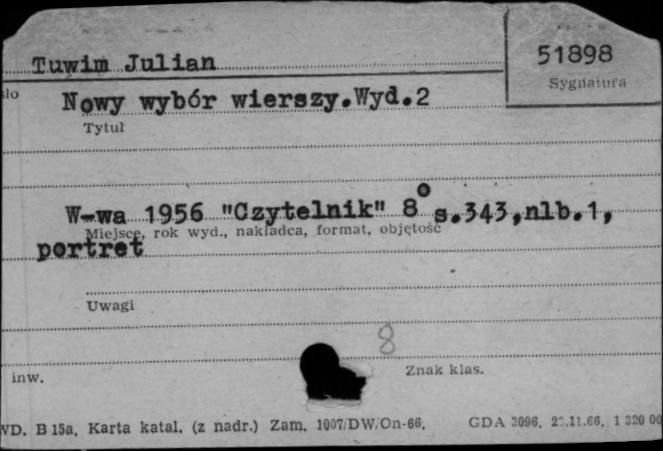 Tuwim Julian
51898
Sygnatura
Nowy wybór wierszy.Wyd.2
Tytuł
W-wa 1956 "Czytelnik" 8° s.343,nlb.1,
Miejsce, rok wyd., nakładca, format, objętość
portret
Uwagi
8
inw.
Znak klas.
B 15a. Karta katal. (z nadr.) Zam. 1007/DW/On-66. GDA 3096.